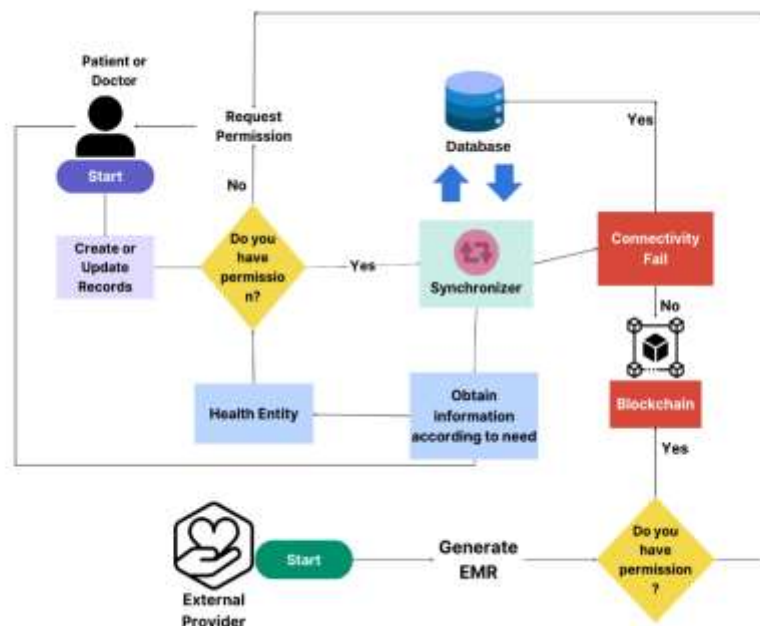 Patient or
Doctor
Start
Create or
Update
Records
Request
Permission
No
Do you
have
permissio
n?
Yes
Database
Synchronizer
Yes
Connectivity
Fail
No
Blockchain
Yes
Health Entity
Obtain
information
according to need
External
Provider
Start
Generate
EMR
Do you
have
permission
?